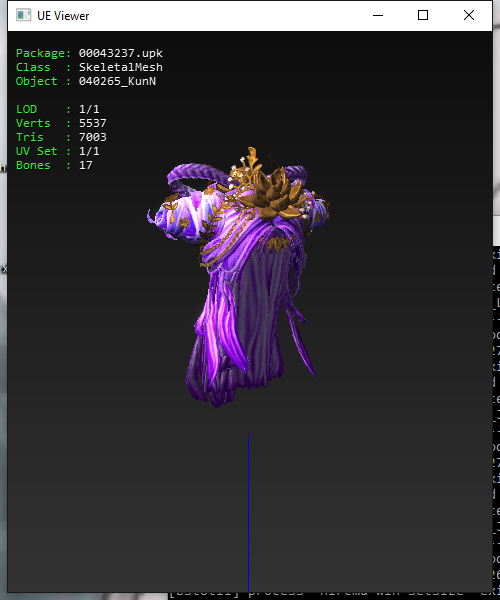 UE Viewer
Package: 00043237.upk
Class  : SkeletalMesh
Object : 040265_KunN
LOD    : 1/1
Verts  : 5537
Tris   : 7003
UV Set : 1/1
Bones  : 17